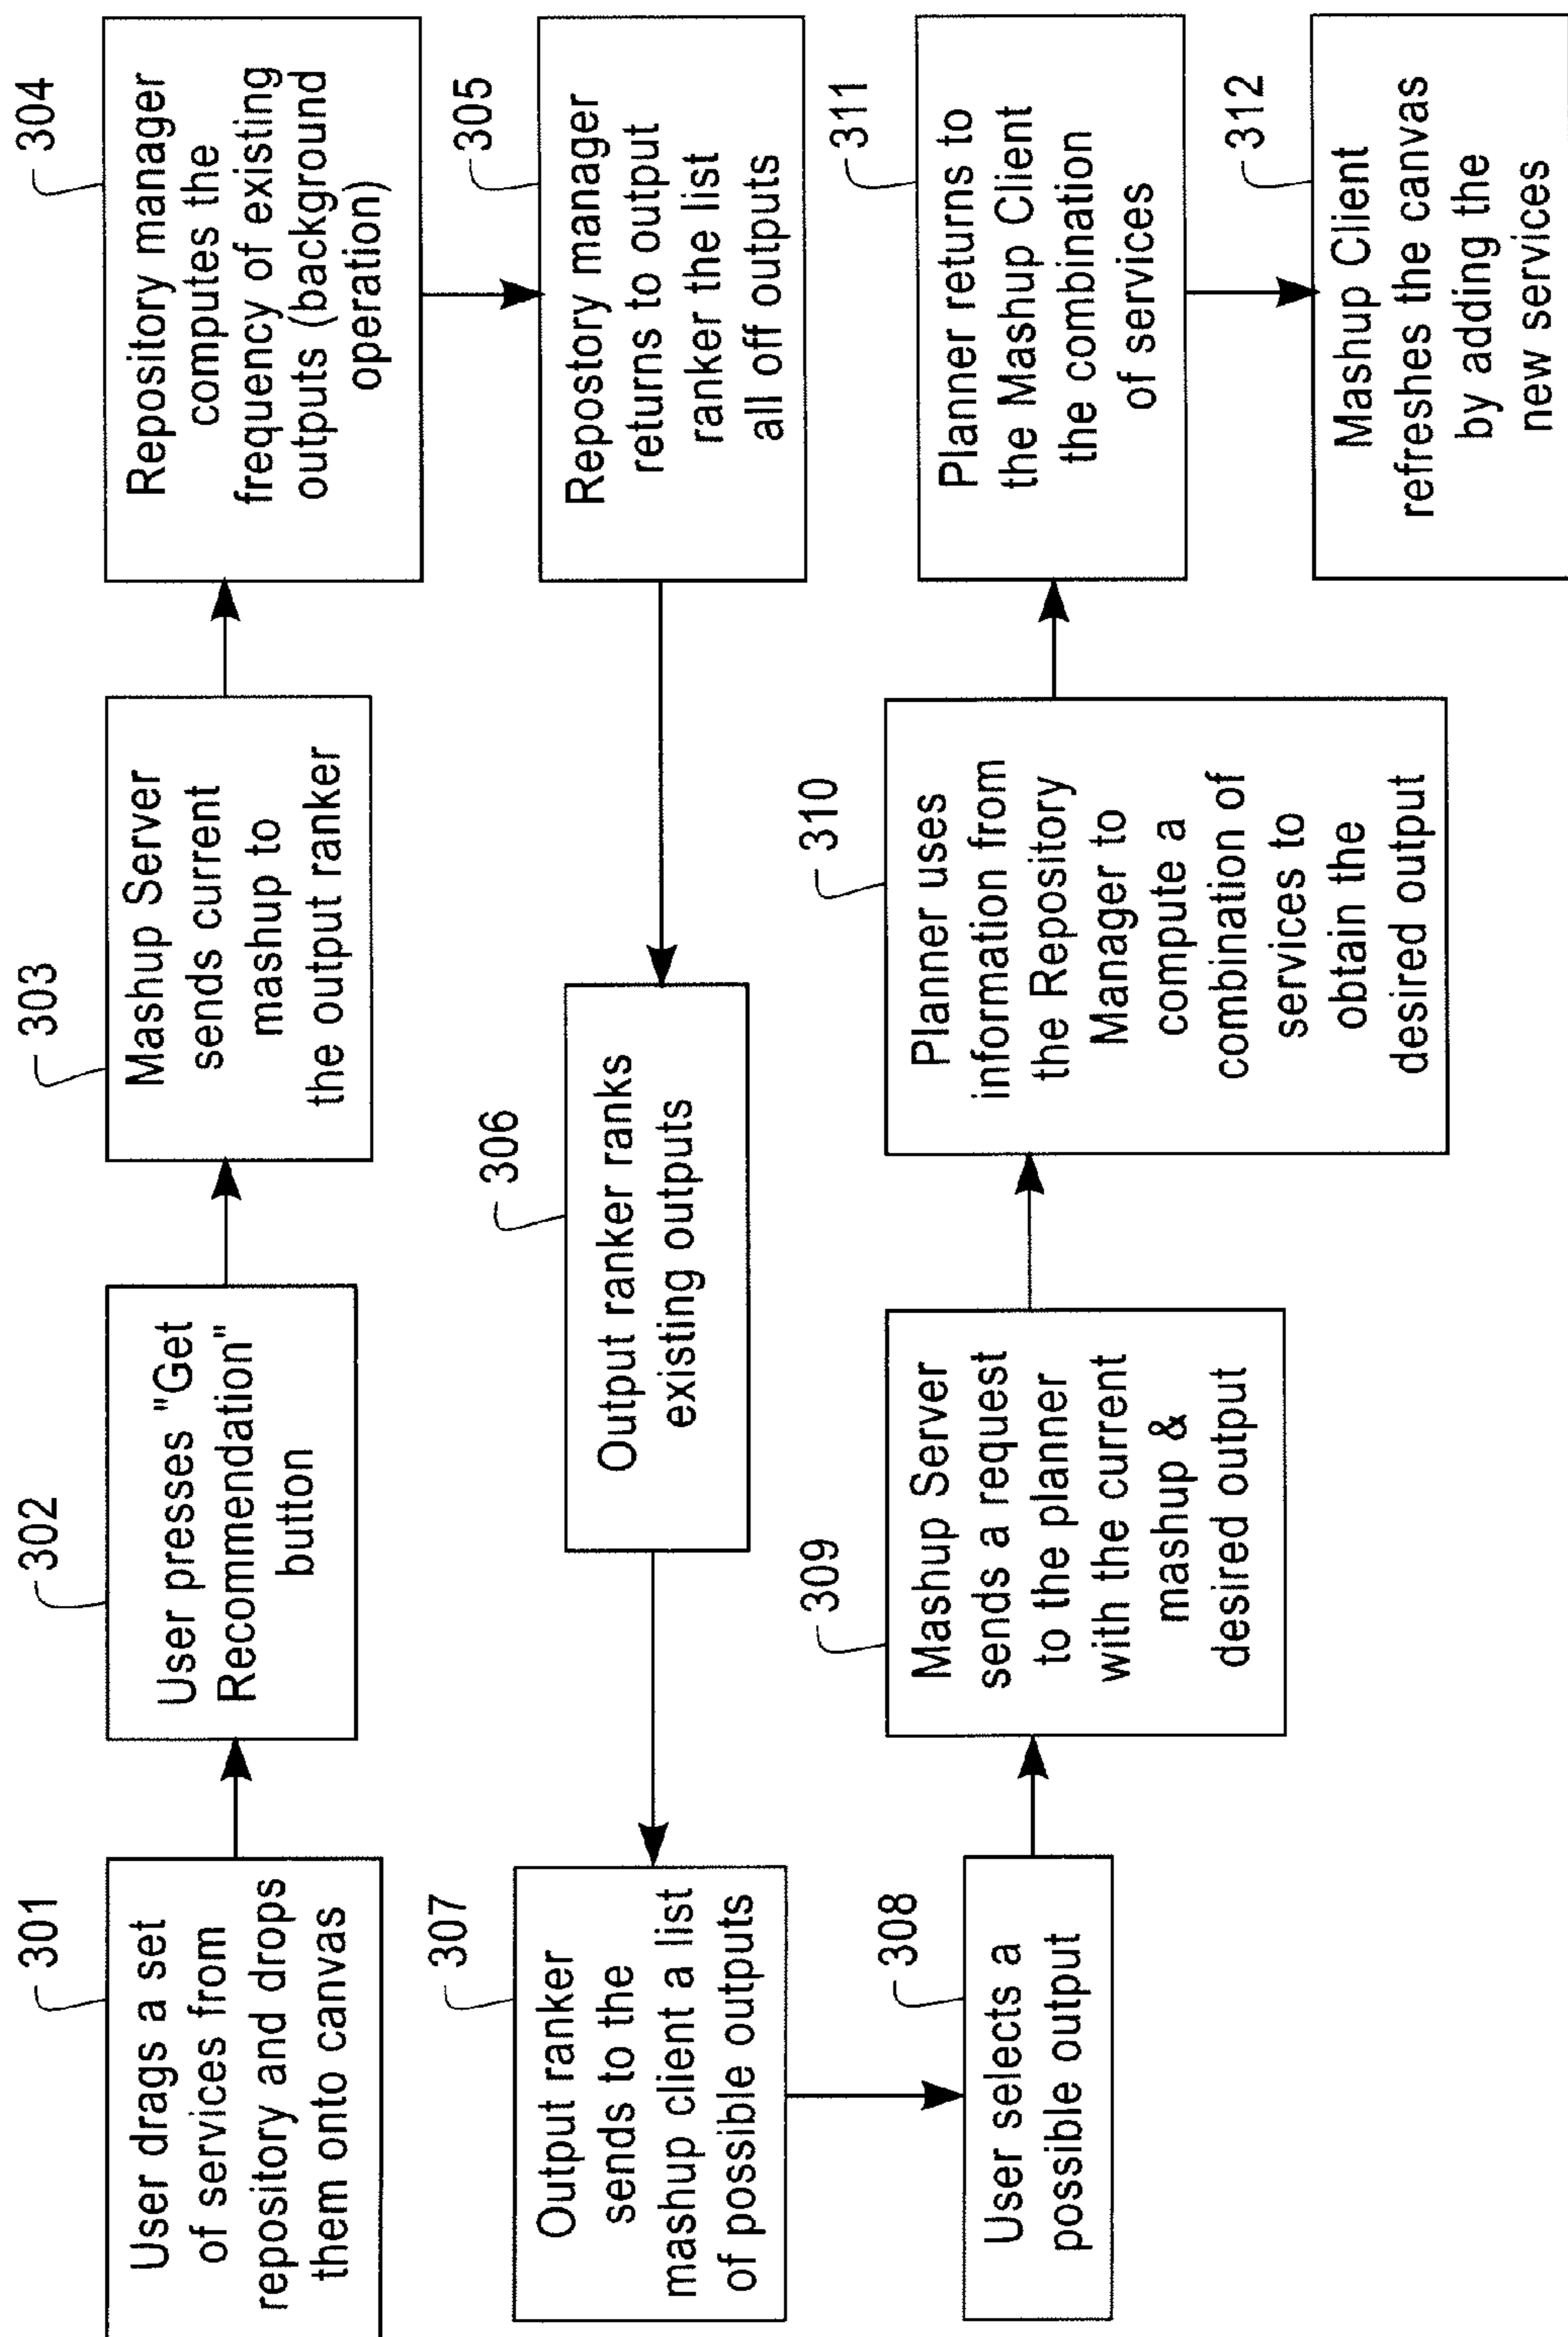 301
User drags a set
of services from
repository and drops
them onto canvas
302
User presses "Get
Recommendation"
button
303
Mashup Server
sends current
mashup to
the output ranker
304
Repository manager
computes the
frequency of existing
outputs (background
operation)
305
Repostory manager
returns to output
ranker the list
all off outputs
306
Output ranker ranks
existing outputs
307
Output ranker
sends to the
mashup client a list
of possible outputs
308
User selects a
possible output
309
Mashup Server
sends a request
to the planner
with the current
mashup &
desired output
310
Planner uses
information from
the Repository
Manager to
compute a
combination of
services to
obtain the
desired output
311
Planner returns to
the Mashup Client
the combination
of services
312
Mashup Client
refreshes the canvas
by adding the
new services